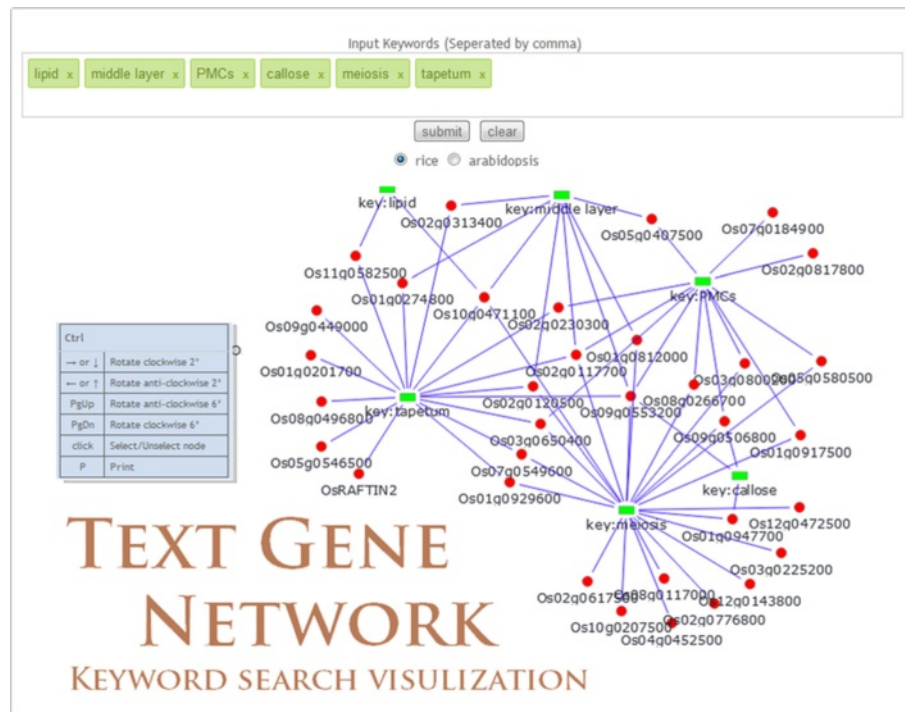 Input Keywords (Seperated by comma)
lipid x middle layer x PMCs x callose x meiosis x tapetum x
submit clear
rice arabidopsis
key:lipid
key:middle layer
Os02g0313400
Os07g0184900
Os05g0407500
Os11g0582500
Os02g0817800
Os01g0274800
key:PMCs
Os10g0471100
Os02g0230300
Os09g0449000
Os01g0812000
Os02g0117700
Os01g0201700
Os03g0800200
Os05g0580500
Os08g0266700
Os02g0120500
key:tapetum
Os09g0553200
Os08g0496800
Os03g0650400
Os09g0506800
Os01g0917500
Os05g0546500
Os07g0549600
OsRAFTIN2
key:callose
Os01g0929600
key:meiosis
Os12g0472500
Os01g0947700
Os03g0225200
Os02g0617500
Os08g0117000
Os12g0143800
Os02g0776800
Os10g0207500
Os04g0452500
Ctrl
→ or ↓ Rotate clockwise 2°
← or ↑ Rotate anti-clockwise 2°
PgUp Rotate anti-clockwise 6°
PgDn Rotate clockwise 6°
click Select/Unselect node
P Print
TEXT GENE
NETWORK
KEYWORD SEARCH VISULIZATION